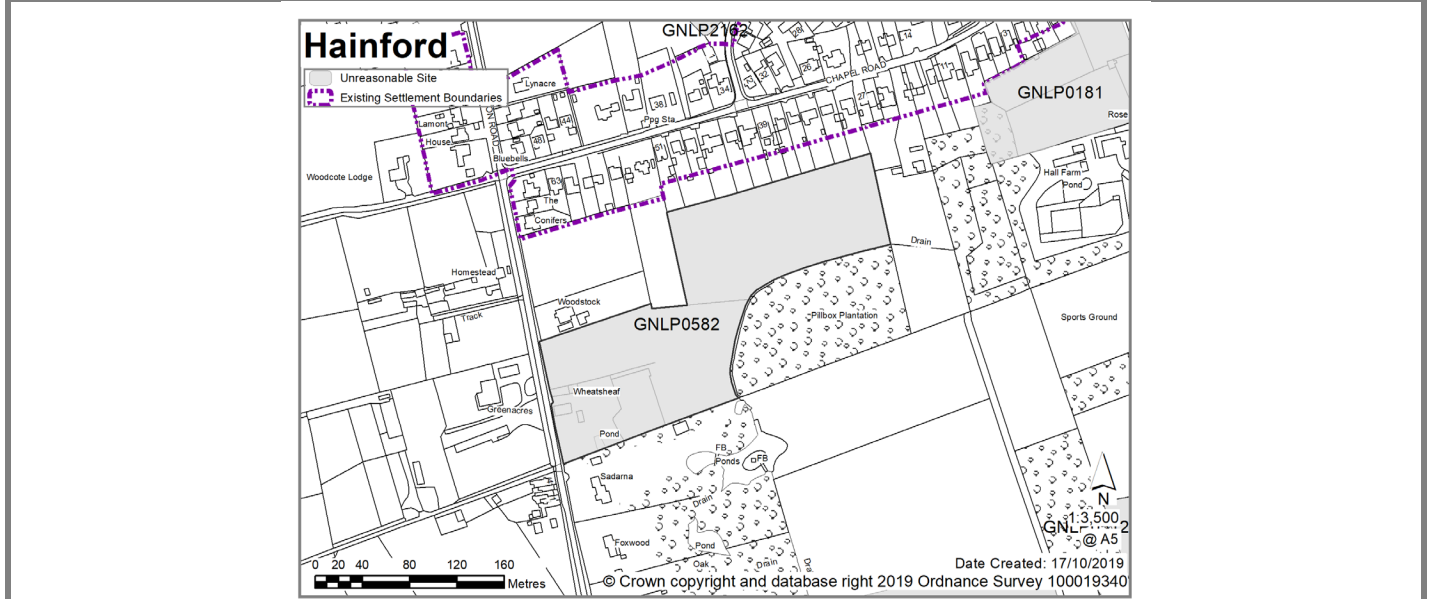 Hainford
GNLP2162
Unreasonable Site
Existing Settlement Boundaries
Lynacre
28
14
31
CHAPEL ROAD
32
26
34
38
11
27
GNLP0181
Rose
Ppg Sta
Lamont
House
44
48
39
51
Bluebells
Woodcote Lodge
63
The
Conifers
Hall Farm
Pond
Drain
Homestead
Track
Woodstock
GNLP0582
Pillbox Plantation
Sports Ground
Wheatsheaf
Greenacres
Pond
FB
Ponds
FB
Sadarna
Drain
N
1:3,500
@ A5
Foxwood
Pond
Oak
Drain
Date Created: 17/10/2019
0 20 40 80 120 160
Metres
© Crown copyright and database right 2019 Ordnance Survey 100019340